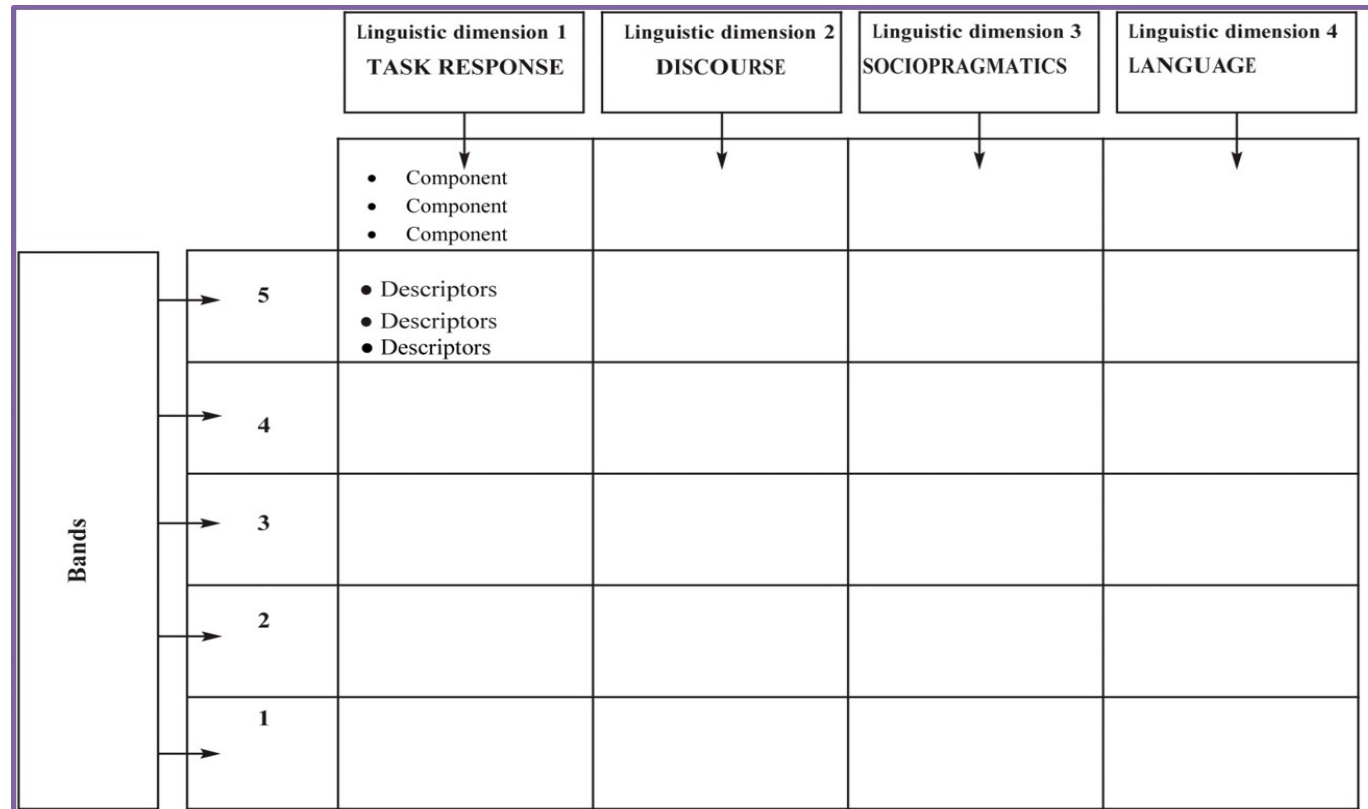 Linguistic dimension 1
TASK RESPONSE
Linguistic dimension 2
DISCOURSE
Linguistic dimension 3
SOCIOPRAGMATICS
Linguistic dimension 4
LANGUAGE
• Component
• Component
• Component
Bands
5
• Descriptors
• Descriptors
• Descriptors
4
3
2
1